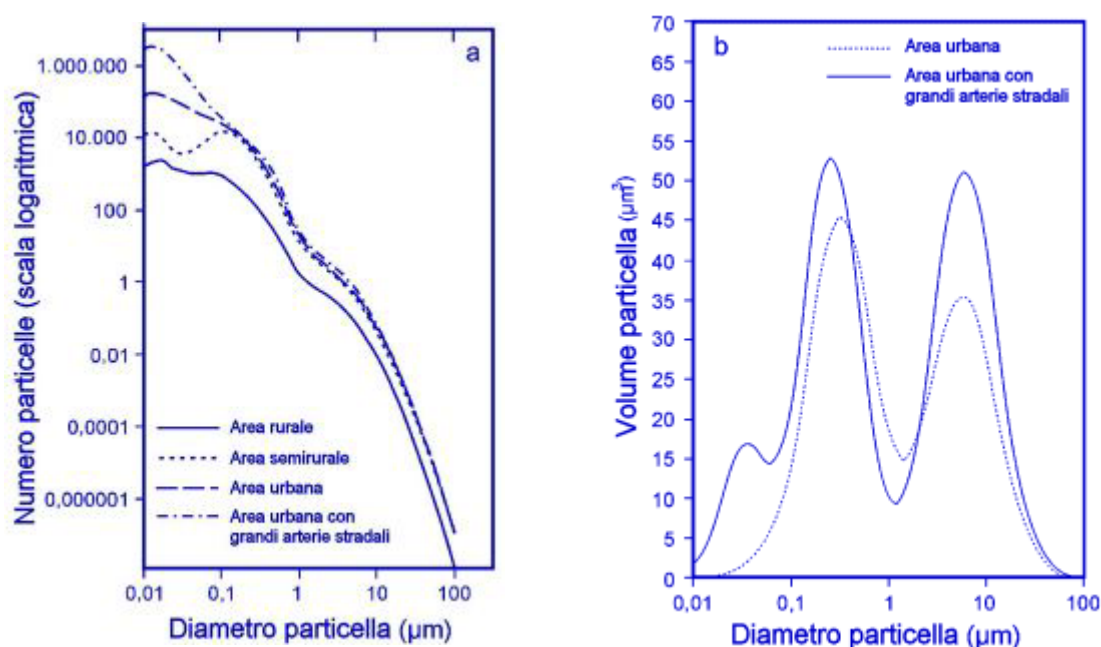 a
Numero particelle (scala logaritmica)
1.000.000
10.000
100
1
0,01
0,0001
0,000001
Area rurale
Area semirurale
Area urbana
Area urbana con
grandi arterie stradali
0,01
0,1
1
10
100
Diametro particella (µm)
b
Volume particella (µm³)
70
65
60
55
50
45
40
35
30
25
20
15
10
5
0
Area urbana
Area urbana con
grandi arterie stradali
0,01
0,1
1
10
100
Diametro particella (µm)